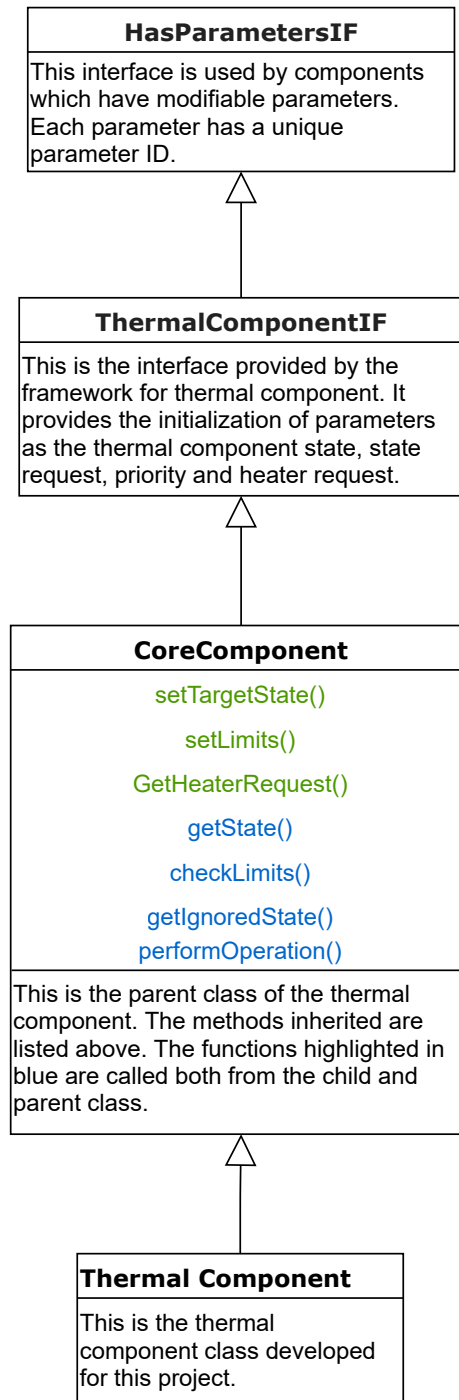 HasParametersIF
This interface is used by components
which have modifiable parameters.
Each parameter has a unique
parameter ID.
ThermalComponentIF
This is the interface provided by the
framework for thermal component. It
provides the initialization of parameters
as the thermal component state, state
request, priority and heater request.
CoreComponent
setTargetState()
setLimits()
GetHeaterRequest()
getState()
checkLimits()
getIgnoredState()
performOperation()
This is the parent class of the thermal
component. The methods inherited are
listed above. The functions highlighted in
blue are called both from the child and
parent class.
Thermal Component
This is the thermal
component class developed
for this project.